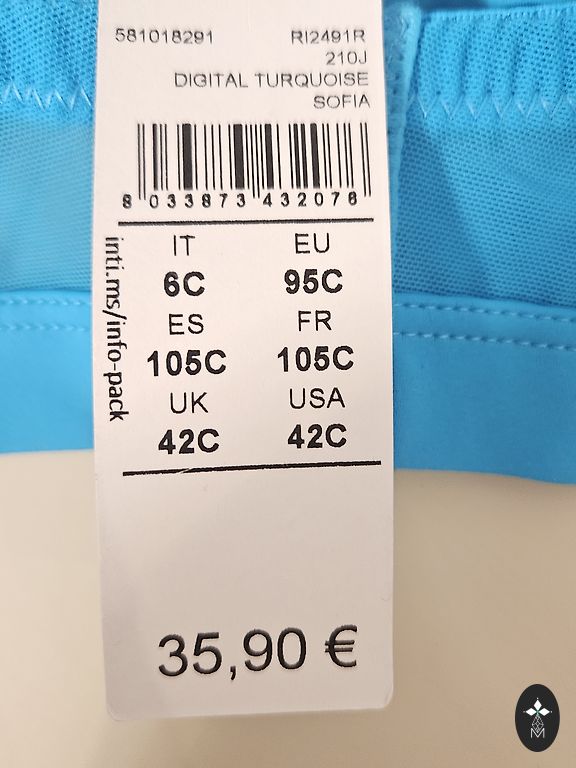 581018291 RI2491R
210J
DIGITAL TURQUOISE
SOFIA
8 033873 432076
inti.ms/info-pack
IT EU
6C 95C
ES FR
105C 105C
UK USA
42C 42C
35,90 €
M